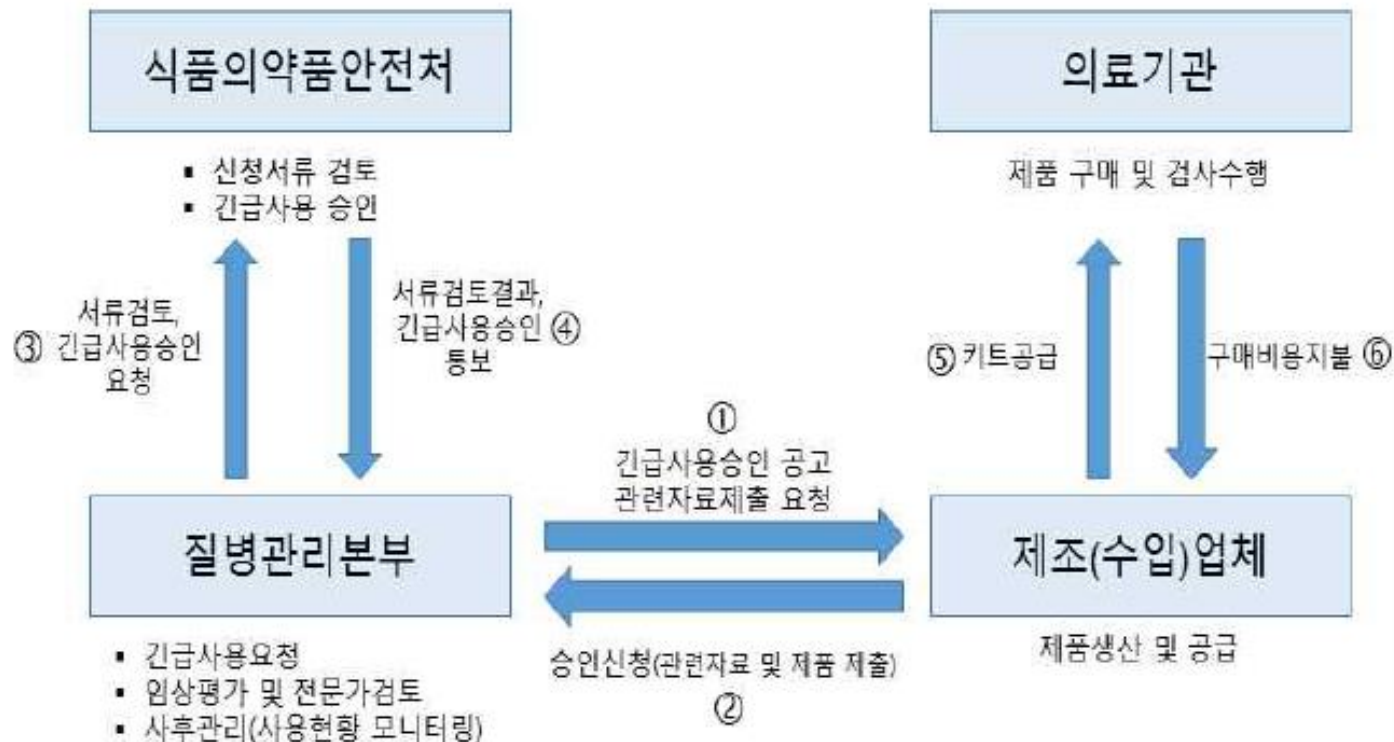 식품의약품안전처
▪ 신청서류 검토
▪ 긴급사용 승인
의료기관
제품 구매 및 검사수행
서류검토,
③ 긴급사용승인
요청
서류검토결과,
긴급사용승인 ④
통보
⑤ 키트공급
구매비용지불 ⑥
①
긴급사용승인 공고
관련자료제출 요청
질병관리본부
▪ 긴급사용요청
▪ 임상평가 및 전문가검토
▪ 사후관리(사용현황 모니터링)
승인신청(관련자료 및 제품 제출)
②
제조(수입)업체
제품생산 및 공급